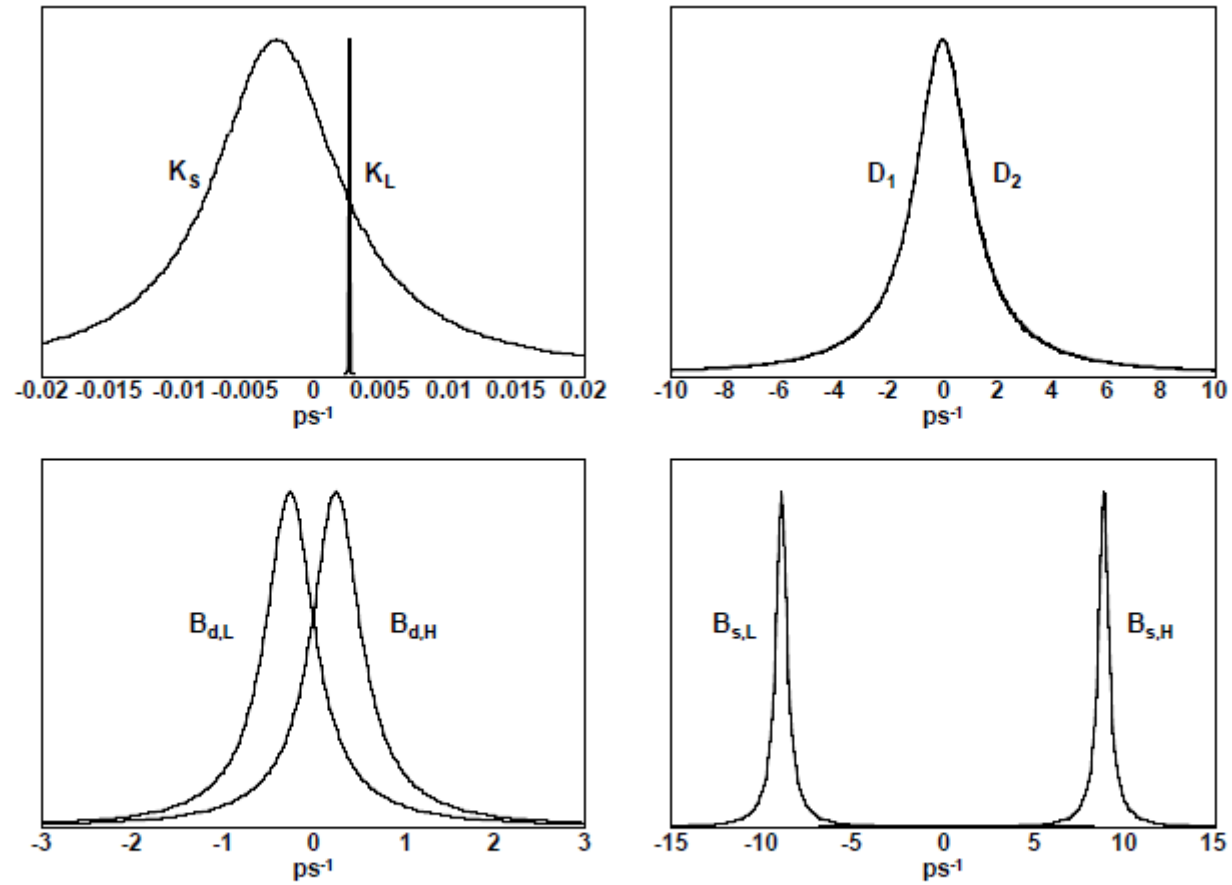 K_S K_L
-0.02 -0.015 -0.01 -0.005 0 0.005 0.01 0.015 0.02
ps⁻¹
D₁ D₂
-10 -8 -6 -4 -2 0 2 4 6 8 10
ps⁻¹
B_d,L B_d,H
-3 -2 -1 0 1 2 3
ps⁻¹
B_s,L B_s,H
-15 -10 -5 0 5 10 15
ps⁻¹